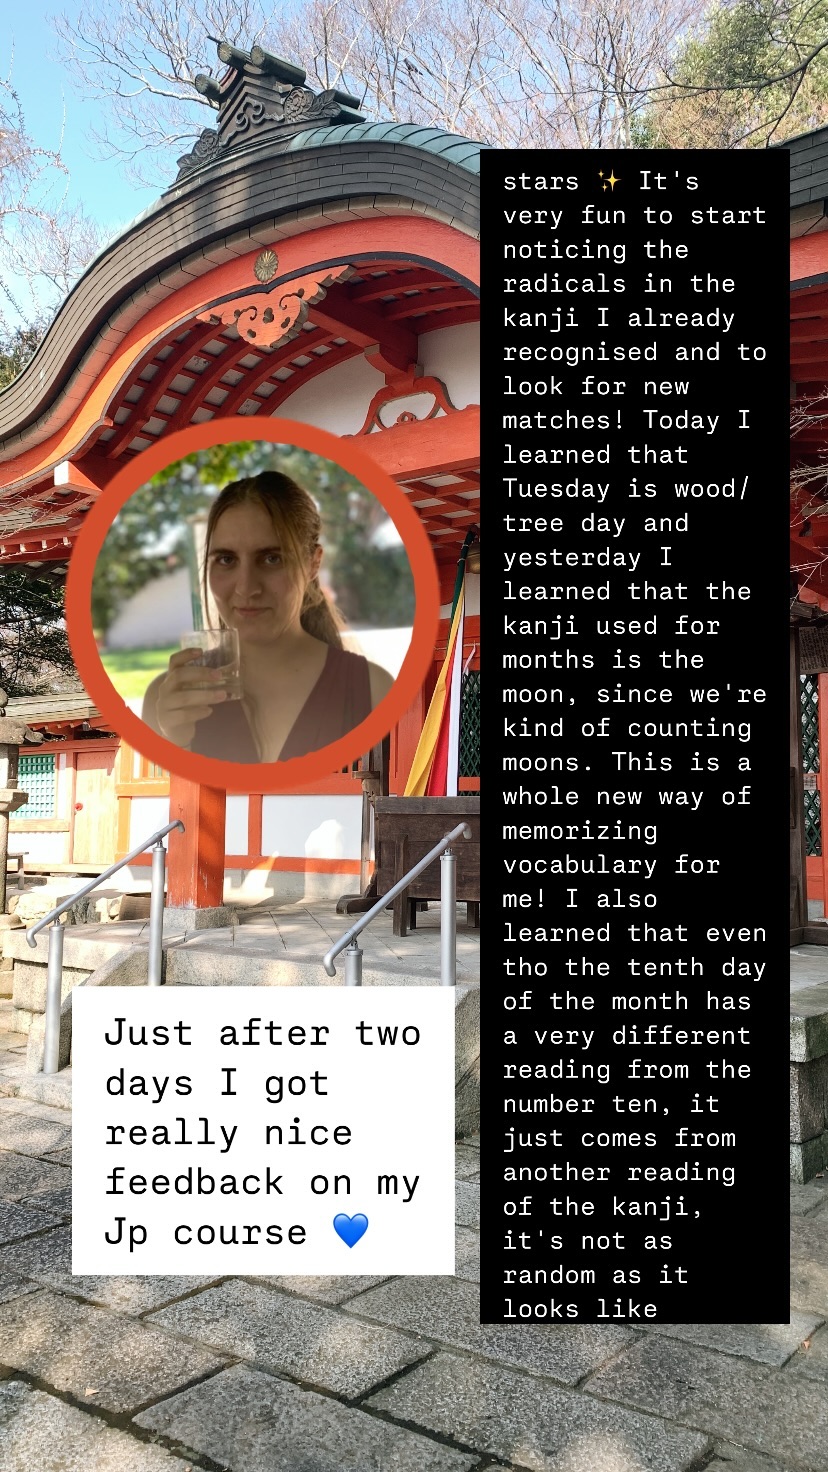 stars ✨ It's
very fun to start
noticing the
radicals in the
kanji I already
recognised and to
look for new
matches! Today I
learned that
Tuesday is wood/
tree day and
yesterday I
learned that the
kanji used for
months is the
moon, since we're
kind of counting
moons. This is a
whole new way of
memorizing
vocabulary for
me! I also
learned that even
tho the tenth day
of the month has
a very different
reading from the
number ten, it
just comes from
another reading
of the kanji,
it's not as
random as it
looks like
Just after two
days I got
really nice
feedback on my
Jp course 💙